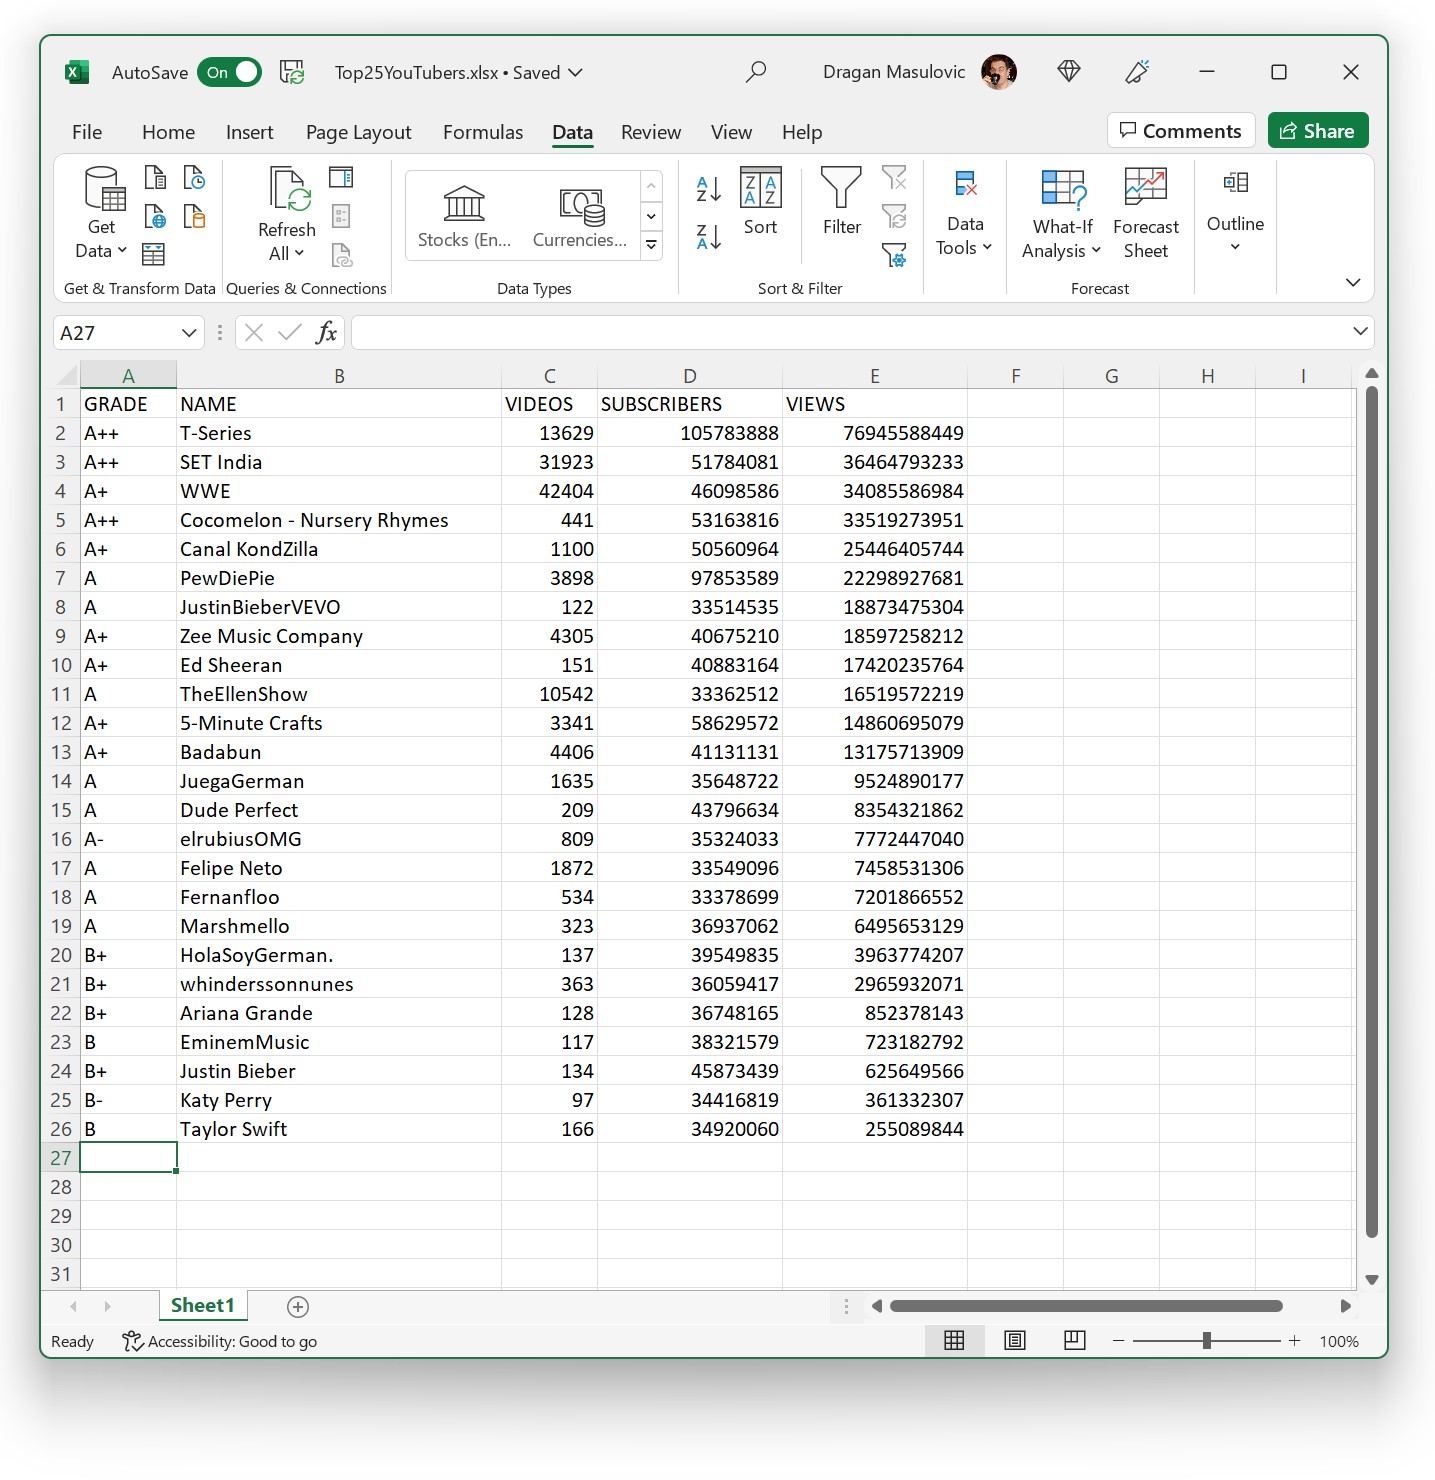 AutoSave On Top25YouTubers.xlsx • Saved Dragan Masulovic
File Home Insert Page Layout Formulas Data Review View Help Comments Share
Get Data
Refresh All
Stocks (En...
Currencies...
Sort
Filter
Data Tools
What-If Analysis
Forecast Sheet
Outline
Get & Transform Data
Queries & Connections
Data Types
Sort & Filter
Forecast
A27 fx
A B C D E F G H I
1 GRADE NAME VIDEOS SUBSCRIBERS VIEWS
2 A++ T-Series 13629 105783888 76945588449
3 A++ SET India 31923 51784081 36464793233
4 A+ WWE 42404 46098586 34085586984
5 A++ Cocomelon - Nursery Rhymes 441 53163816 33519273951
6 A+ Canal KondZilla 1100 50560964 25446405744
7 A PewDiePie 3898 97853589 22298927681
8 A JustinBieberVEVO 122 33514535 18873475304
9 A+ Zee Music Company 4305 40675210 18597258212
10 A+ Ed Sheeran 151 40883164 17420235764
11 A TheEllenShow 10542 33362512 16519572219
12 A+ 5-Minute Crafts 3341 58629572 14860695079
13 A+ Badabun 4406 41131131 13175713909
14 A JuegaGerman 1635 35648722 9524890177
15 A Dude Perfect 209 43796634 8354321862
16 A- elrubiusOMG 809 35324033 7772447040
17 A Felipe Neto 1872 33549096 7458531306
18 A Fernanfloo 534 33378699 7201866552
19 A Marshmello 323 36937062 6495653129
20 B+ HolaSoyGerman. 137 39549835 3963774207
21 B+ whinderssonnunes 363 36059417 2965932071
22 B+ Ariana Grande 128 36748165 852378143
23 B EminemMusic 117 38321579 723182792
24 B+ Justin Bieber 134 45873439 625649566
25 B- Katy Perry 97 34416819 361332307
26 B Taylor Swift 166 34920060 255089844
27
28
29
30
31
Sheet1
Ready Accessibility: Good to go 100%